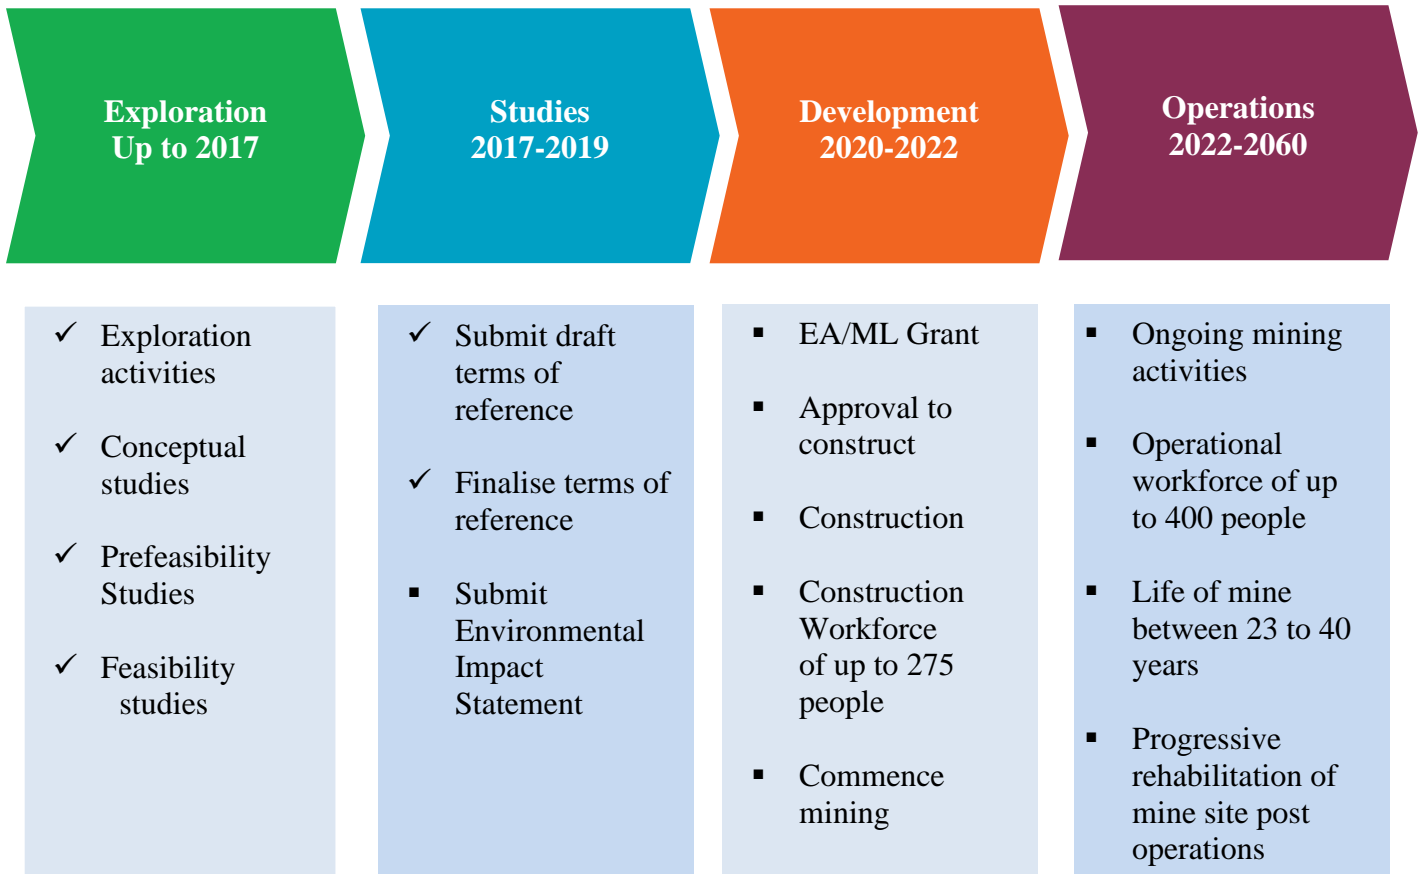 Exploration
Up to 2017
Studies
2017-2019
Development
2020-2022
Operations
2022-2060
✓ Exploration
activities
✓ Conceptual
studies
✓ Prefeasibility
Studies
✓ Feasibility
studies
✓ Submit draft
terms of
reference
✓ Finalise terms of
reference
▪ Submit
Environmental
Impact
Statement
▪ EA/ML Grant
▪ Approval to
construct
▪ Construction
▪ Construction
Workforce
of up to 275
people
▪ Commence
mining
▪ Ongoing mining
activities
▪ Operational
workforce of up
to 400 people
▪ Life of mine
between 23 to 40
years
▪ Progressive
rehabilitation of
mine site post
operations